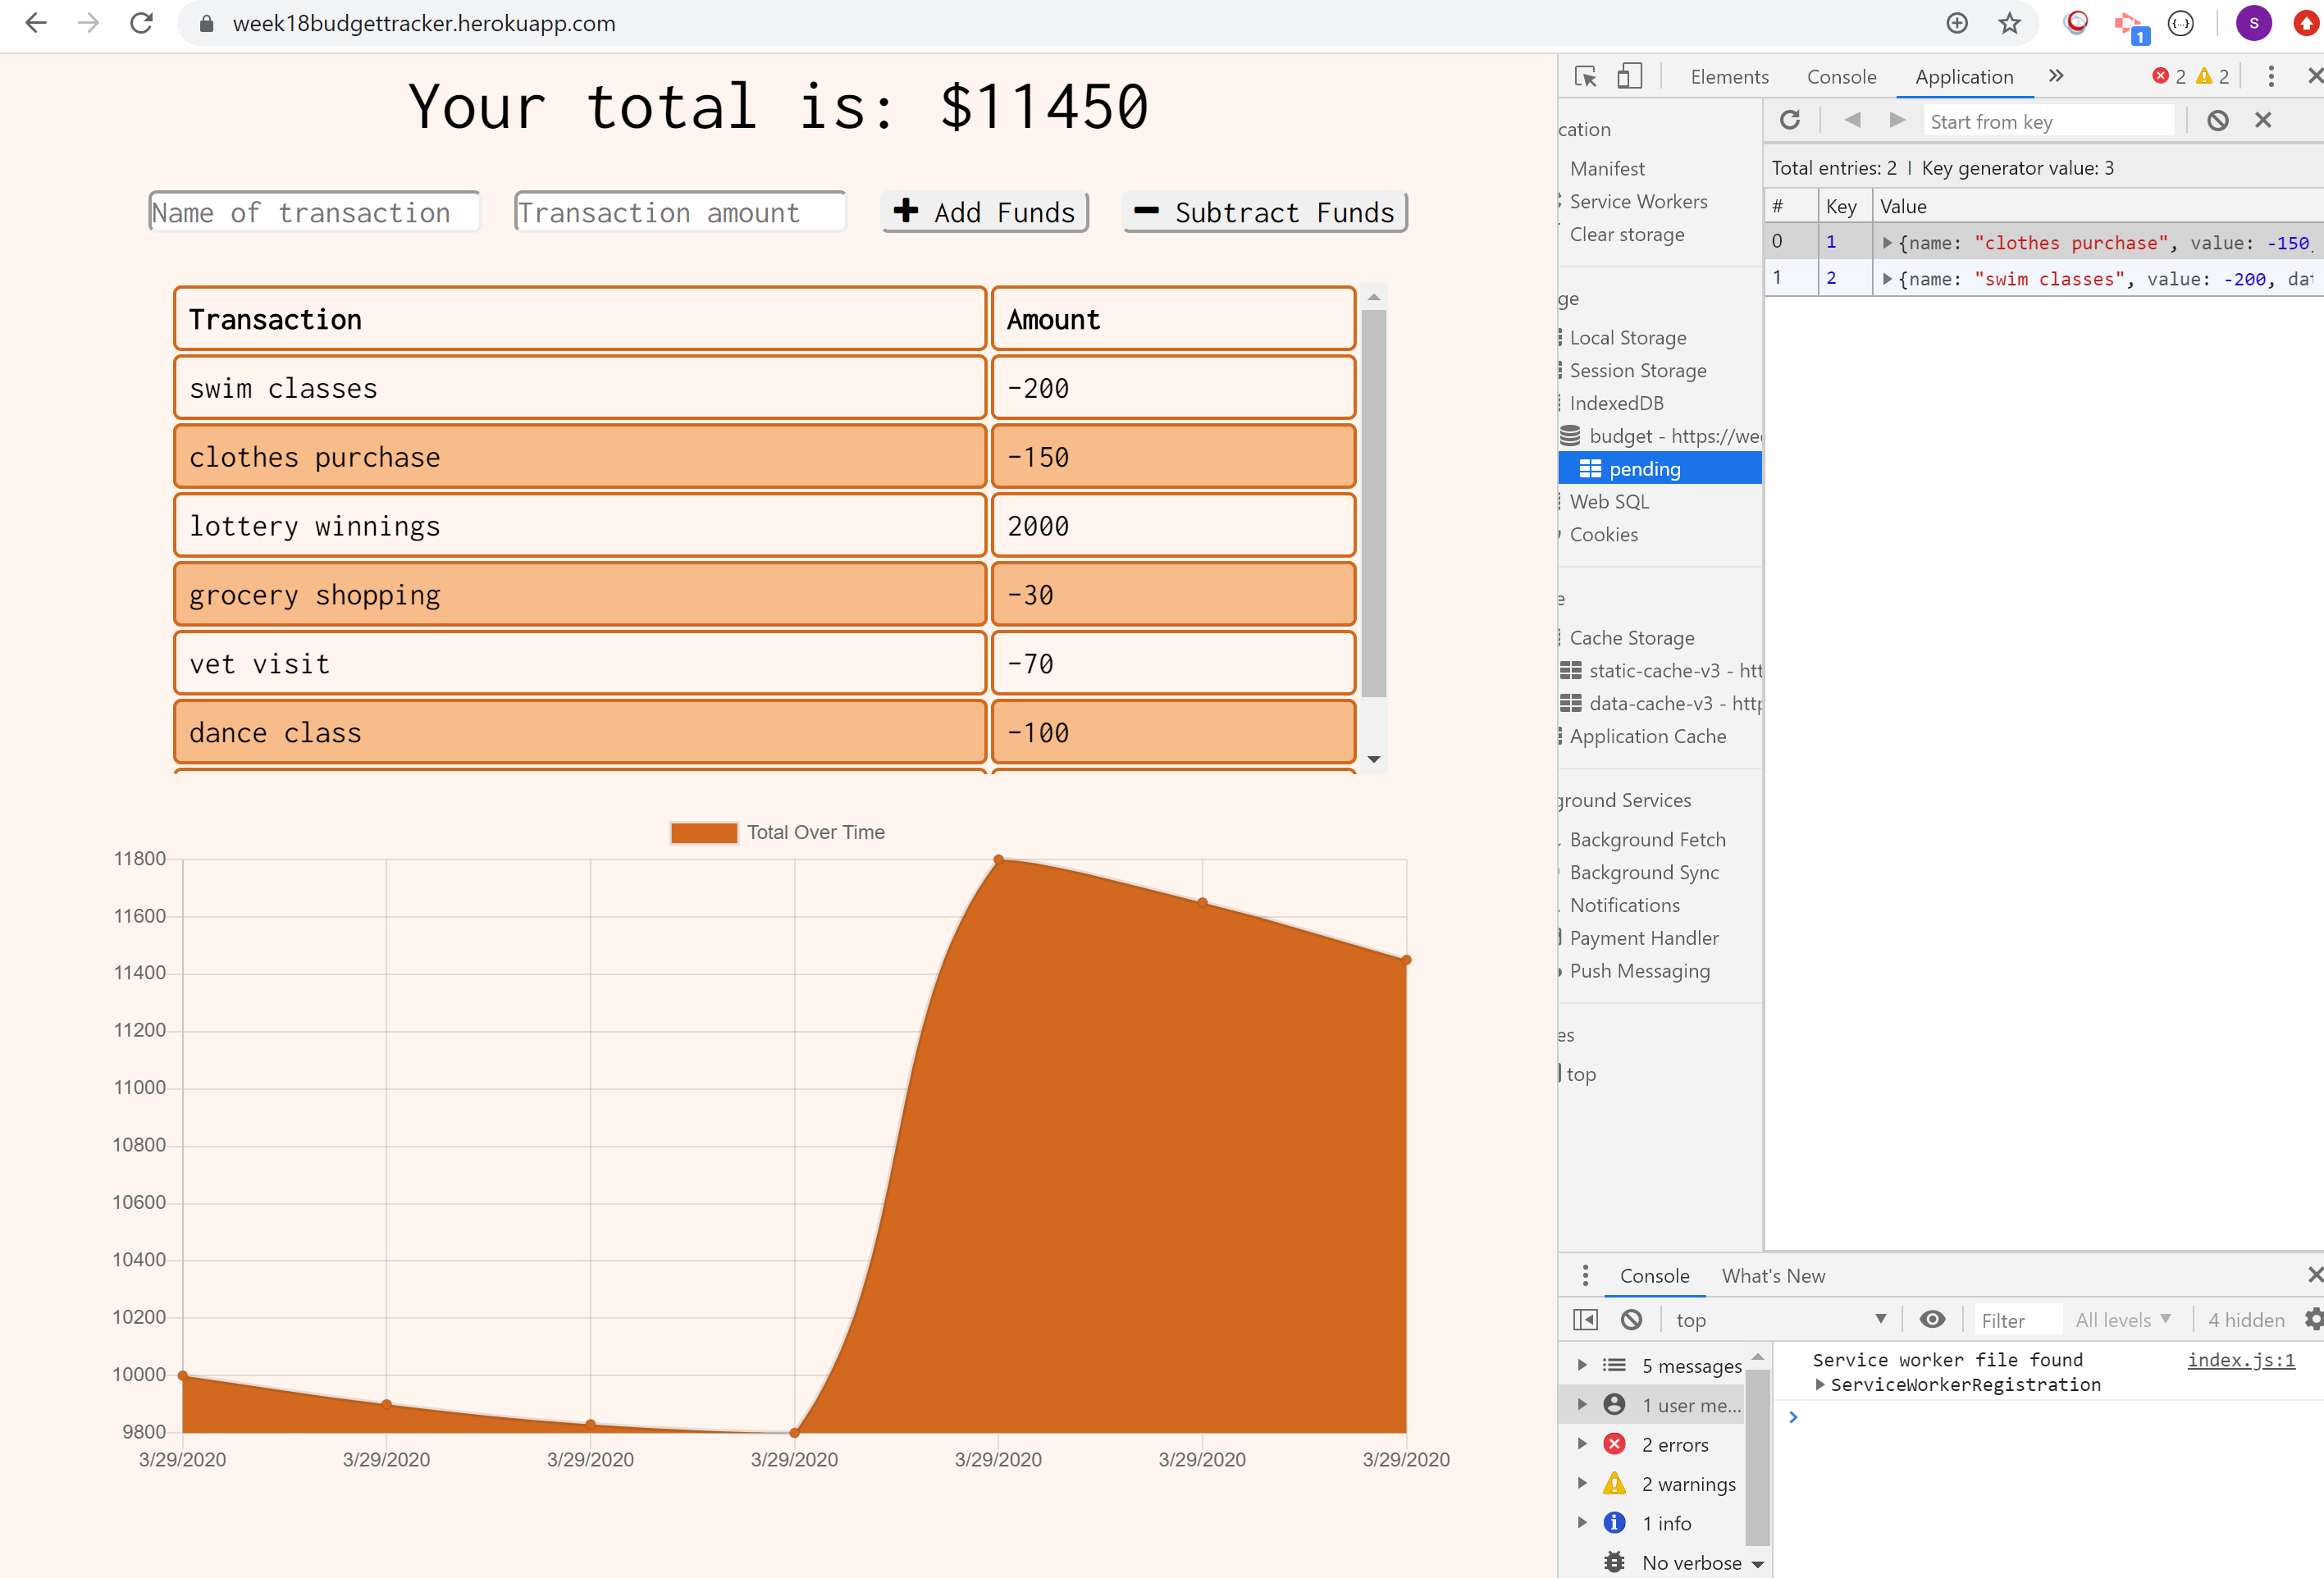 week18budgettracker.herokuapp.com
1
S
Your total is: $11450
Name of transaction
Transaction amount
Add Funds
Subtract Funds
Transaction Amount
swim classes -200
clothes purchase -150
lottery winnings 2000
grocery shopping -30
vet visit -70
dance class -100
Total Over Time
11800
11600
11400
11200
11000
10800
10600
10400
10200
10000
9800
3/29/2020 3/29/2020 3/29/2020 3/29/2020 3/29/2020 3/29/2020 3/29/2020
Elements Console Application » 2 2
cation
Manifest
Service Workers
Clear storage
ge
Local Storage
Session Storage
IndexedDB
budget - https://wee
pending
Web SQL
Cookies
e
Cache Storage
static-cache-v3 - htt
data-cache-v3 - http
Application Cache
ground Services
Background Fetch
Background Sync
Notifications
Payment Handler
Push Messaging
es
top
Start from key
Total entries: 2 | Key generator value: 3
# Key Value
0 1 {name: "clothes purchase", value: -150,
1 2 {name: "swim classes", value: -200, dat
Console What's New
top Filter All levels 4 hidden
5 messages
1 user me...
2 errors
2 warnings
1 info
No verbose
Service worker file found index.js:1
ServiceWorkerRegistration